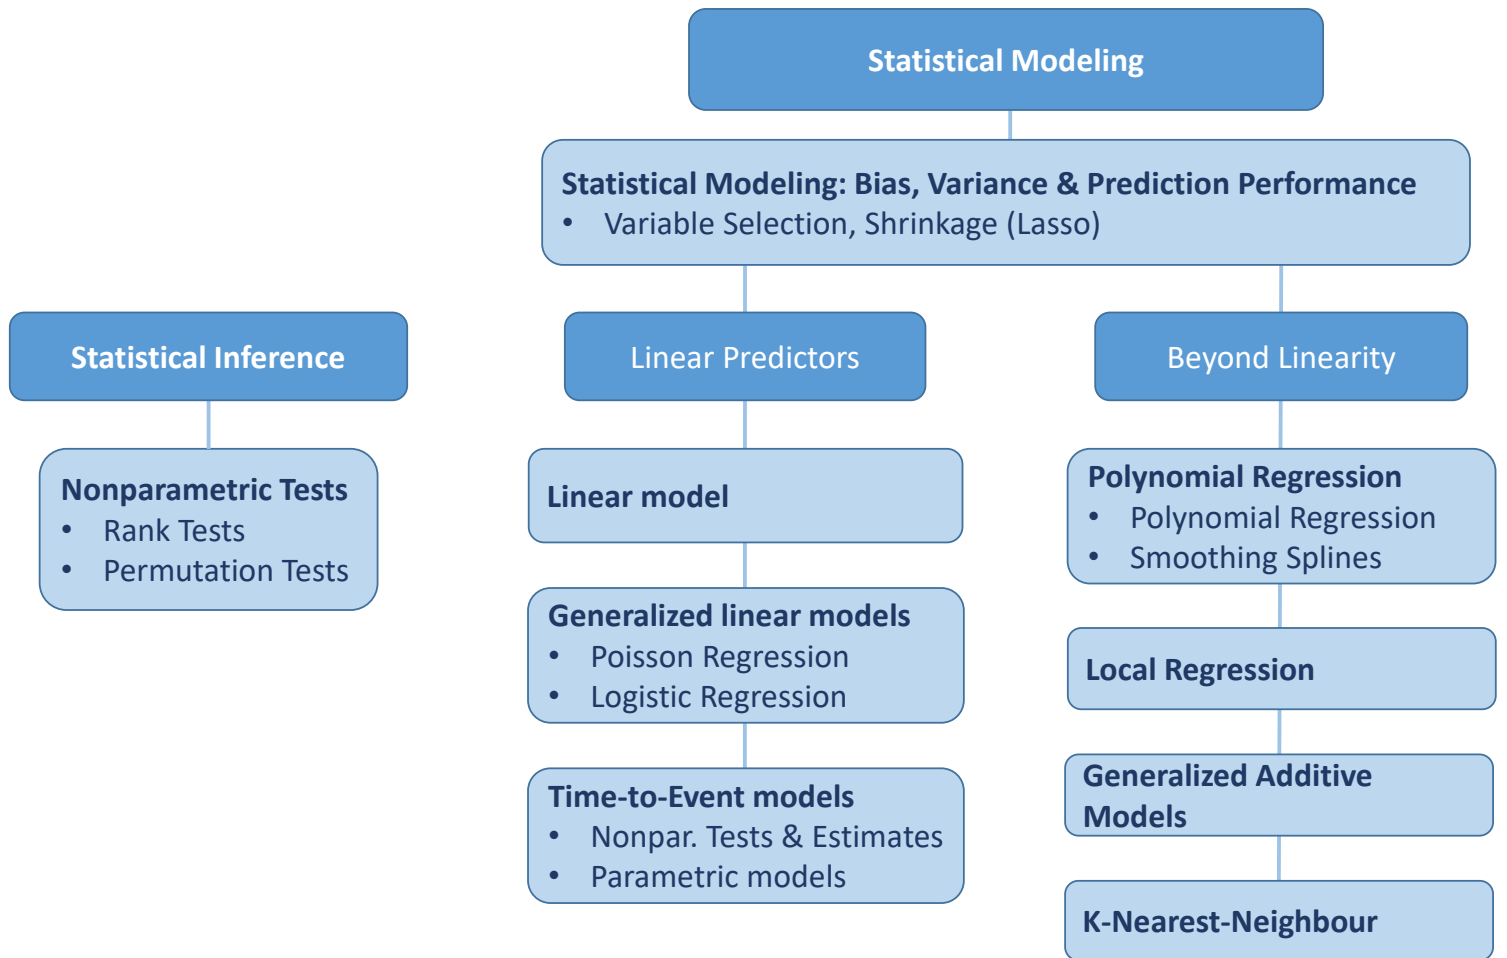 Statistical Modeling
Statistical Modeling: Bias, Variance & Prediction Performance
• Variable Selection, Shrinkage (Lasso)
Statistical Inference
Nonparametric Tests
• Rank Tests
• Permutation Tests
Linear Predictors
Linear model
Generalized linear models
• Poisson Regression
• Logistic Regression
Time-to-Event models
• Nonpar. Tests & Estimates
• Parametric models
Beyond Linearity
Polynomial Regression
• Polynomial Regression
• Smoothing Splines
Local Regression
Generalized Additive
Models
K-Nearest-Neighbour